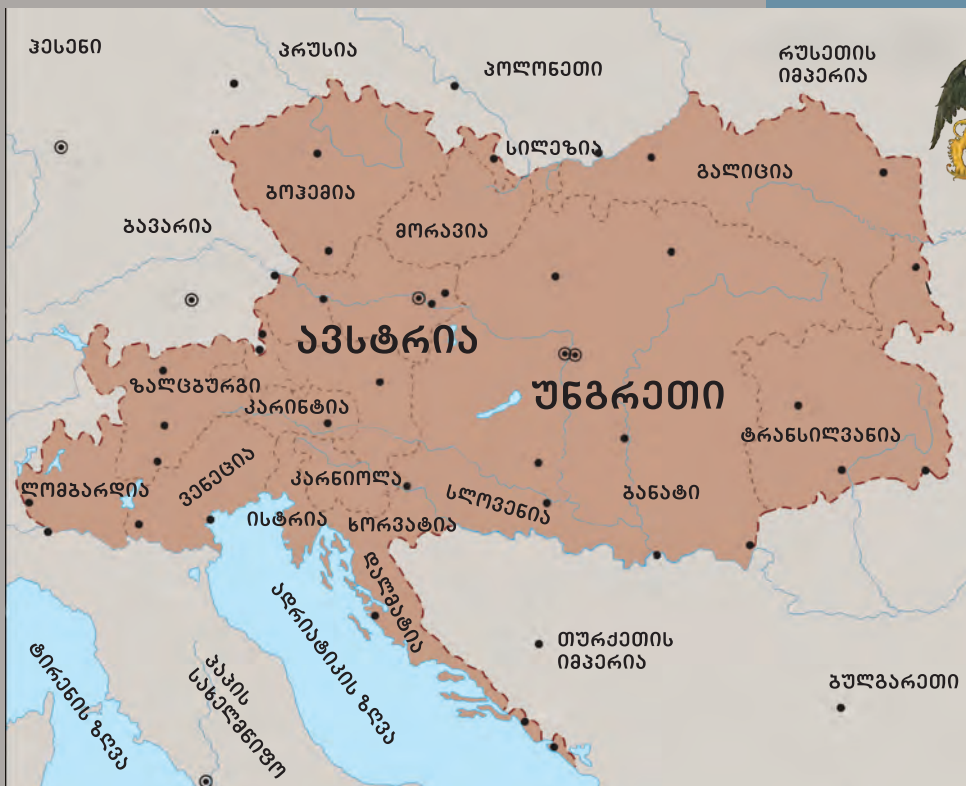 ჰესენი
პრუსია
პოლონეთი
რუსეთის
იმპერია
სილეზია
გალიცია
ბოჰემია
მორავია
ბავარია
ავსტრია
უნგრეთი
ზალცბურგი
კარინტია
ტრანსილვანია
ლომბარდია
ვენეცია
კარნიოლა
სლოვენია
ბანატი
ისტრია
ხორვატია
დალმატია
ადრიატიკის ზღვა
თურქეთის
იმპერია
ტირენის ზღვა
პაპის
სახელმწიფო
ბულგარეთი